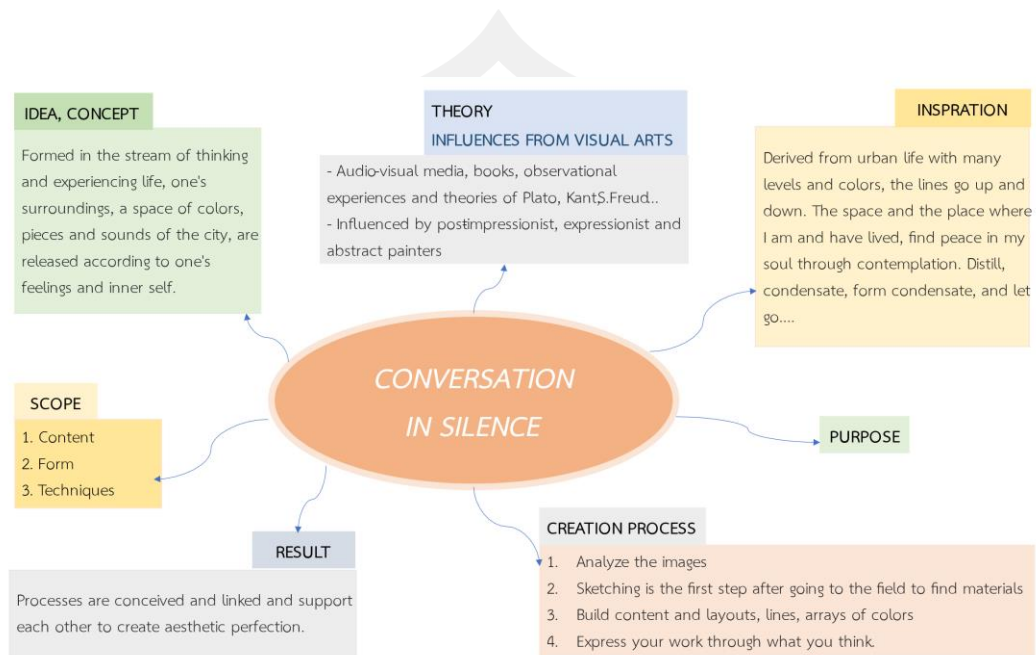 IDEA, CONCEPT
Formed in the stream of thinking
and experiencing life, one's
surroundings, a space of colors,
pieces and sounds of the city, are
released according to one's
feelings and inner self.
THEORY
INFLUENCES FROM VISUAL ARTS
- Audio-visual media, books, observational
experiences and theories of Plato, Kant,S.Freud...
- Influenced by post-impressionist, expressionist and
abstract painters
INSPRATION
Derived from urban life with many
levels and colors, the lines go up and
down. The space and the place where
I am and have lived, find peace in my
soul through contemplation. Distill,
condensate, form condensate, and let
go....
CONVERSATION
IN SILENCE
SCOPE
1. Content
2. Form
3. Techniques
PURPOSE
RESULT
Processes are conceived and linked and support
each other to create aesthetic perfection.
CREATION PROCESS
1. Analyze the images
2. Sketching is the first step after going to the field to find materials
3. Build content and layouts, lines, arrays of colors
4. Express your work through what you think.